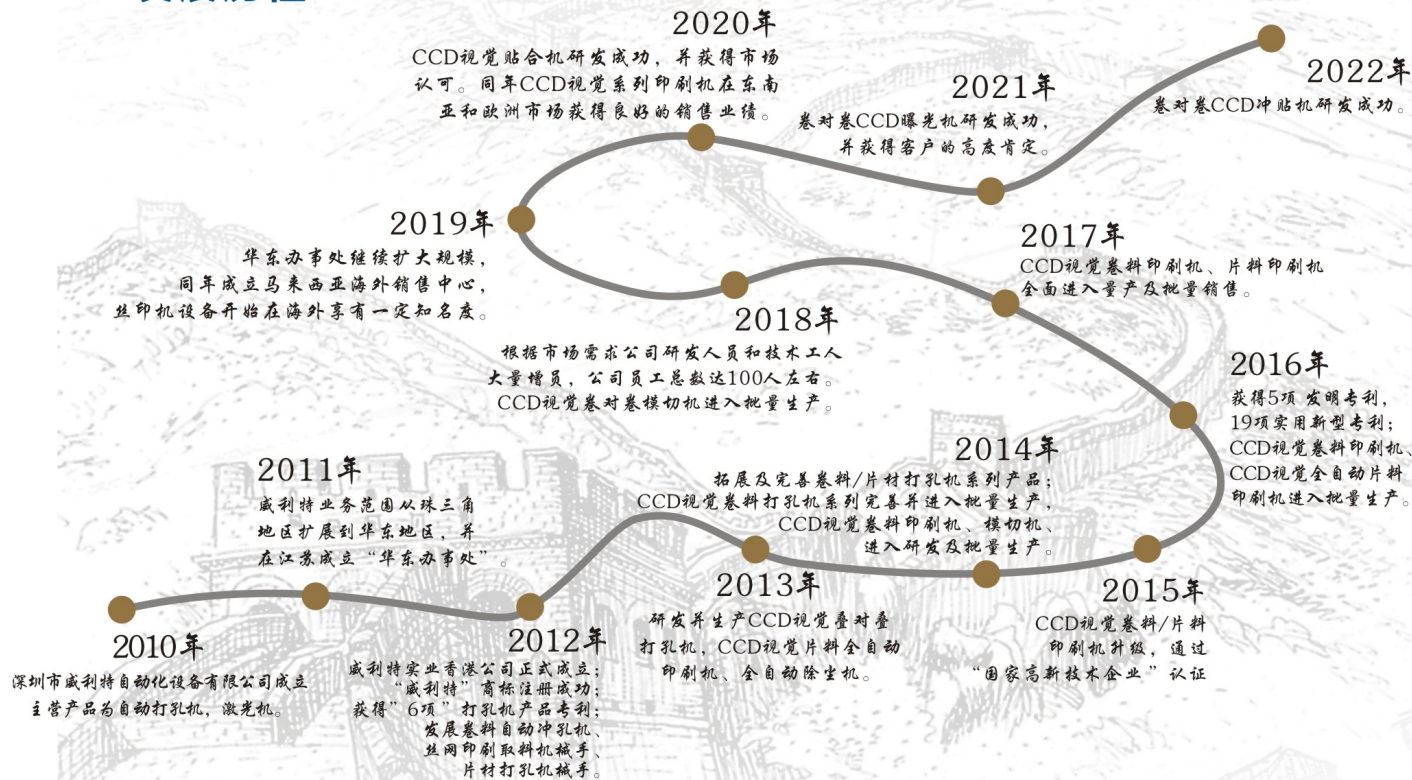 2010年
深圳市威利特自动化设备有限公司成立
主营产品为自动打孔机，激光机。
2011年
威利特业务范围从珠三角
地区扩展到华东地区，并
在江苏成立“华东办事处”。
2012年
威利特实业香港公司正式成立；
“威利特”商标注册成功；
获得”6项”打孔机产品专利；
发展卷料自动冲孔机、
丝网印刷取料机械手、
片材打孔机械手。
2013年
研发并生产CCD视觉叠对叠
打孔机，CCD视觉片料全自动
印刷机、全自动除尘机。
2014年
拓展及完善卷料/片材打孔机系列产品；
CCD视觉卷料打孔机系列完善并进入批量生产，
CCD视觉卷料印刷机、模切机、
进入研发及批量生产。
2015年
CCD视觉卷料/片料
印刷机升级，通过
“国家高新技术企业”认证
2016年
获得5项 发明专利，
19项实用新型专利；
CCD视觉卷料印刷机、
CCD视觉全自动片料
印刷机进入批量生产。
2017年
CCD视觉卷料印刷机、片料印刷机
全面进入量产及批量销售。
2018年
根据市场需求公司研发人员和技术工人
大量增员，公司员工总数达100人左右。
CCD视觉卷对卷模切机进入批量生产。
2019年
华东办事处继续扩大规模，
同年成立马来西亚海外销售中心，
丝印机设备开始在海外享有一定知名度。
2020年
CCD视觉贴合机研发成功，并获得市场
认可。同年CCD视觉系列印刷机在东南
亚和欧洲市场获得良好的销售业绩。
2021年
卷对卷CCD曝光机研发成功，
并获得客户的高度肯定。
2022年
卷对卷CCD冲贴机研发成功。